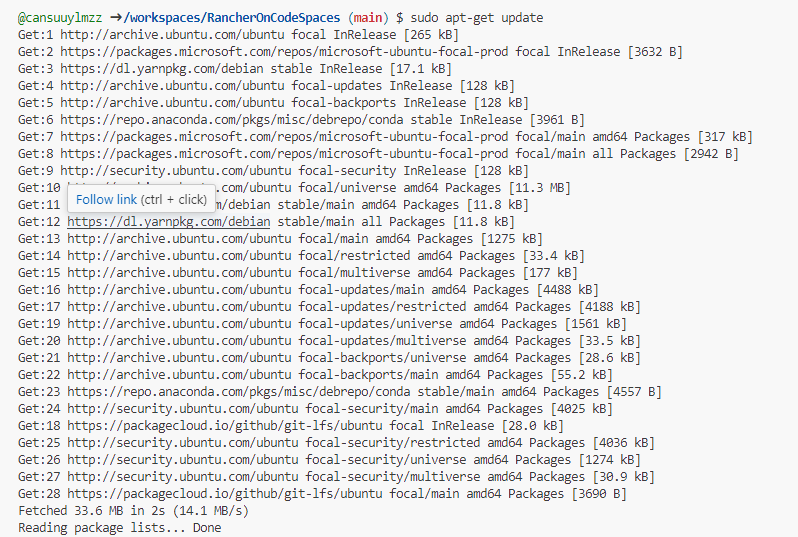 @cansuuylmzz ➜/workspaces/RancherOnCodeSpaces (main) $ sudo apt-get update
Get:1 http://archive.ubuntu.com/ubuntu focal InRelease [265 kB]
Get:2 https://packages.microsoft.com/repos/microsoft-ubuntu-focal-prod focal InRelease [3632 B]
Get:3 https://dl.yarnpkg.com/debian stable InRelease [17.1 kB]
Get:4 http://archive.ubuntu.com/ubuntu focal-updates InRelease [128 kB]
Get:5 http://archive.ubuntu.com/ubuntu focal-backports InRelease [128 kB]
Get:6 https://repo.anaconda.com/pkgs/misc/debrepo/conda stable InRelease [3961 B]
Get:7 https://packages.microsoft.com/repos/microsoft-ubuntu-focal-prod focal/main amd64 Packages [317 kB]
Get:8 https://packages.microsoft.com/repos/microsoft-ubuntu-focal-prod focal/main all Packages [2942 B]
Get:9 http://security.ubuntu.com/ubuntu focal-security InRelease [128 kB]
Get:10 .com/ubuntu focal/universe amd64 Packages [11.3 MB]
Follow link (ctrl + click)
Get:11 /debian stable/main amd64 Packages [11.8 kB]
Get:12 https://dl.yarnpkg.com/debian stable/main all Packages [11.8 kB]
Get:13 http://archive.ubuntu.com/ubuntu focal/main amd64 Packages [1275 kB]
Get:14 http://archive.ubuntu.com/ubuntu focal/restricted amd64 Packages [33.4 kB]
Get:15 http://archive.ubuntu.com/ubuntu focal/multiverse amd64 Packages [177 kB]
Get:16 http://archive.ubuntu.com/ubuntu focal-updates/main amd64 Packages [4488 kB]
Get:17 http://archive.ubuntu.com/ubuntu focal-updates/restricted amd64 Packages [4188 kB]
Get:19 http://archive.ubuntu.com/ubuntu focal-updates/universe amd64 Packages [1561 kB]
Get:20 http://archive.ubuntu.com/ubuntu focal-updates/multiverse amd64 Packages [33.5 kB]
Get:21 http://archive.ubuntu.com/ubuntu focal-backports/universe amd64 Packages [28.6 kB]
Get:22 http://archive.ubuntu.com/ubuntu focal-backports/main amd64 Packages [55.2 kB]
Get:23 https://repo.anaconda.com/pkgs/misc/debrepo/conda stable/main amd64 Packages [4557 B]
Get:24 http://security.ubuntu.com/ubuntu focal-security/main amd64 Packages [4025 kB]
Get:18 https://packagecloud.io/github/git-lfs/ubuntu focal InRelease [28.0 kB]
Get:25 http://security.ubuntu.com/ubuntu focal-security/restricted amd64 Packages [4036 kB]
Get:26 http://security.ubuntu.com/ubuntu focal-security/universe amd64 Packages [1274 kB]
Get:27 http://security.ubuntu.com/ubuntu focal-security/multiverse amd64 Packages [30.9 kB]
Get:28 https://packagecloud.io/github/git-lfs/ubuntu focal/main amd64 Packages [3690 B]
Fetched 33.6 MB in 2s (14.1 MB/s)
Reading package lists... Done